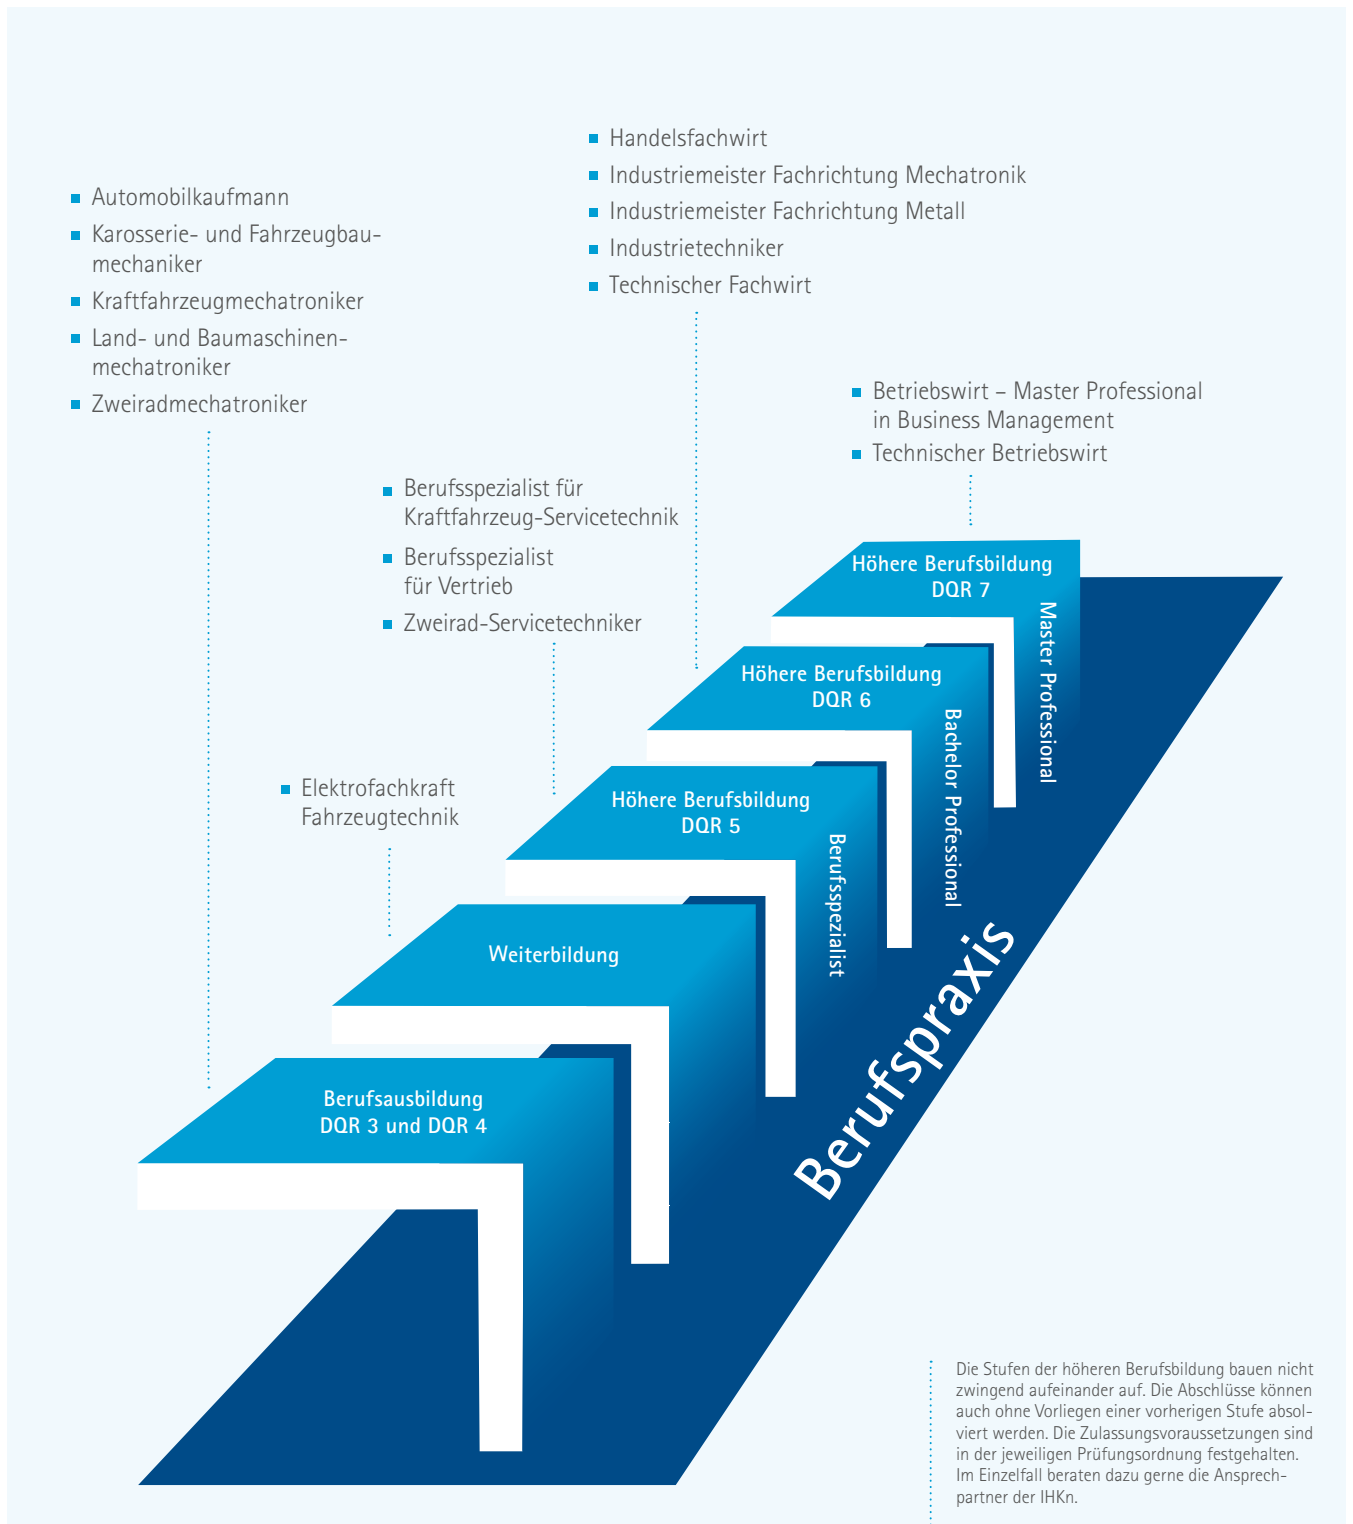 Handelsfachwirt
Industriemeister Fachrichtung Mechatronik
Industriemeister Fachrichtung Metall
Industrietechniker
Technischer Fachwirt
Automobilkaufmann
Karosserie- und Fahrzeugbau-
mechaniker
Kraftfahrzeugmechatroniker
Land- und Baumaschinen-
mechatroniker
Zweiradmechatroniker
Betriebswirt – Master Professional
in Business Management
Technischer Betriebswirt
Berufsspezialist für
Kraftfahrzeug-Servicetechnik
Berufsspezialist
für Vertrieb
Zweirad-Servicetechniker
Elektrofachkraft
Fahrzeugtechnik
Höhere Berufsbildung
DQR 7
Master Professional
Höhere Berufsbildung
DQR 6
Bachelor Professional
Höhere Berufsbildung
DQR 5
Berufsspezialist
Weiterbildung
Berufsausbildung
DQR 3 und DQR 4
Berufspraxis
Die Stufen der höheren Berufsbildung bauen nicht
zwingend aufeinander auf. Die Abschlüsse können
auch ohne Vorliegen einer vorherigen Stufe absol-
viert werden. Die Zulassungsvoraussetzungen sind
in der jeweiligen Prüfungsordnung festgehalten.
Im Einzelfall beraten dazu gerne die Ansprech-
partner der IHKn.